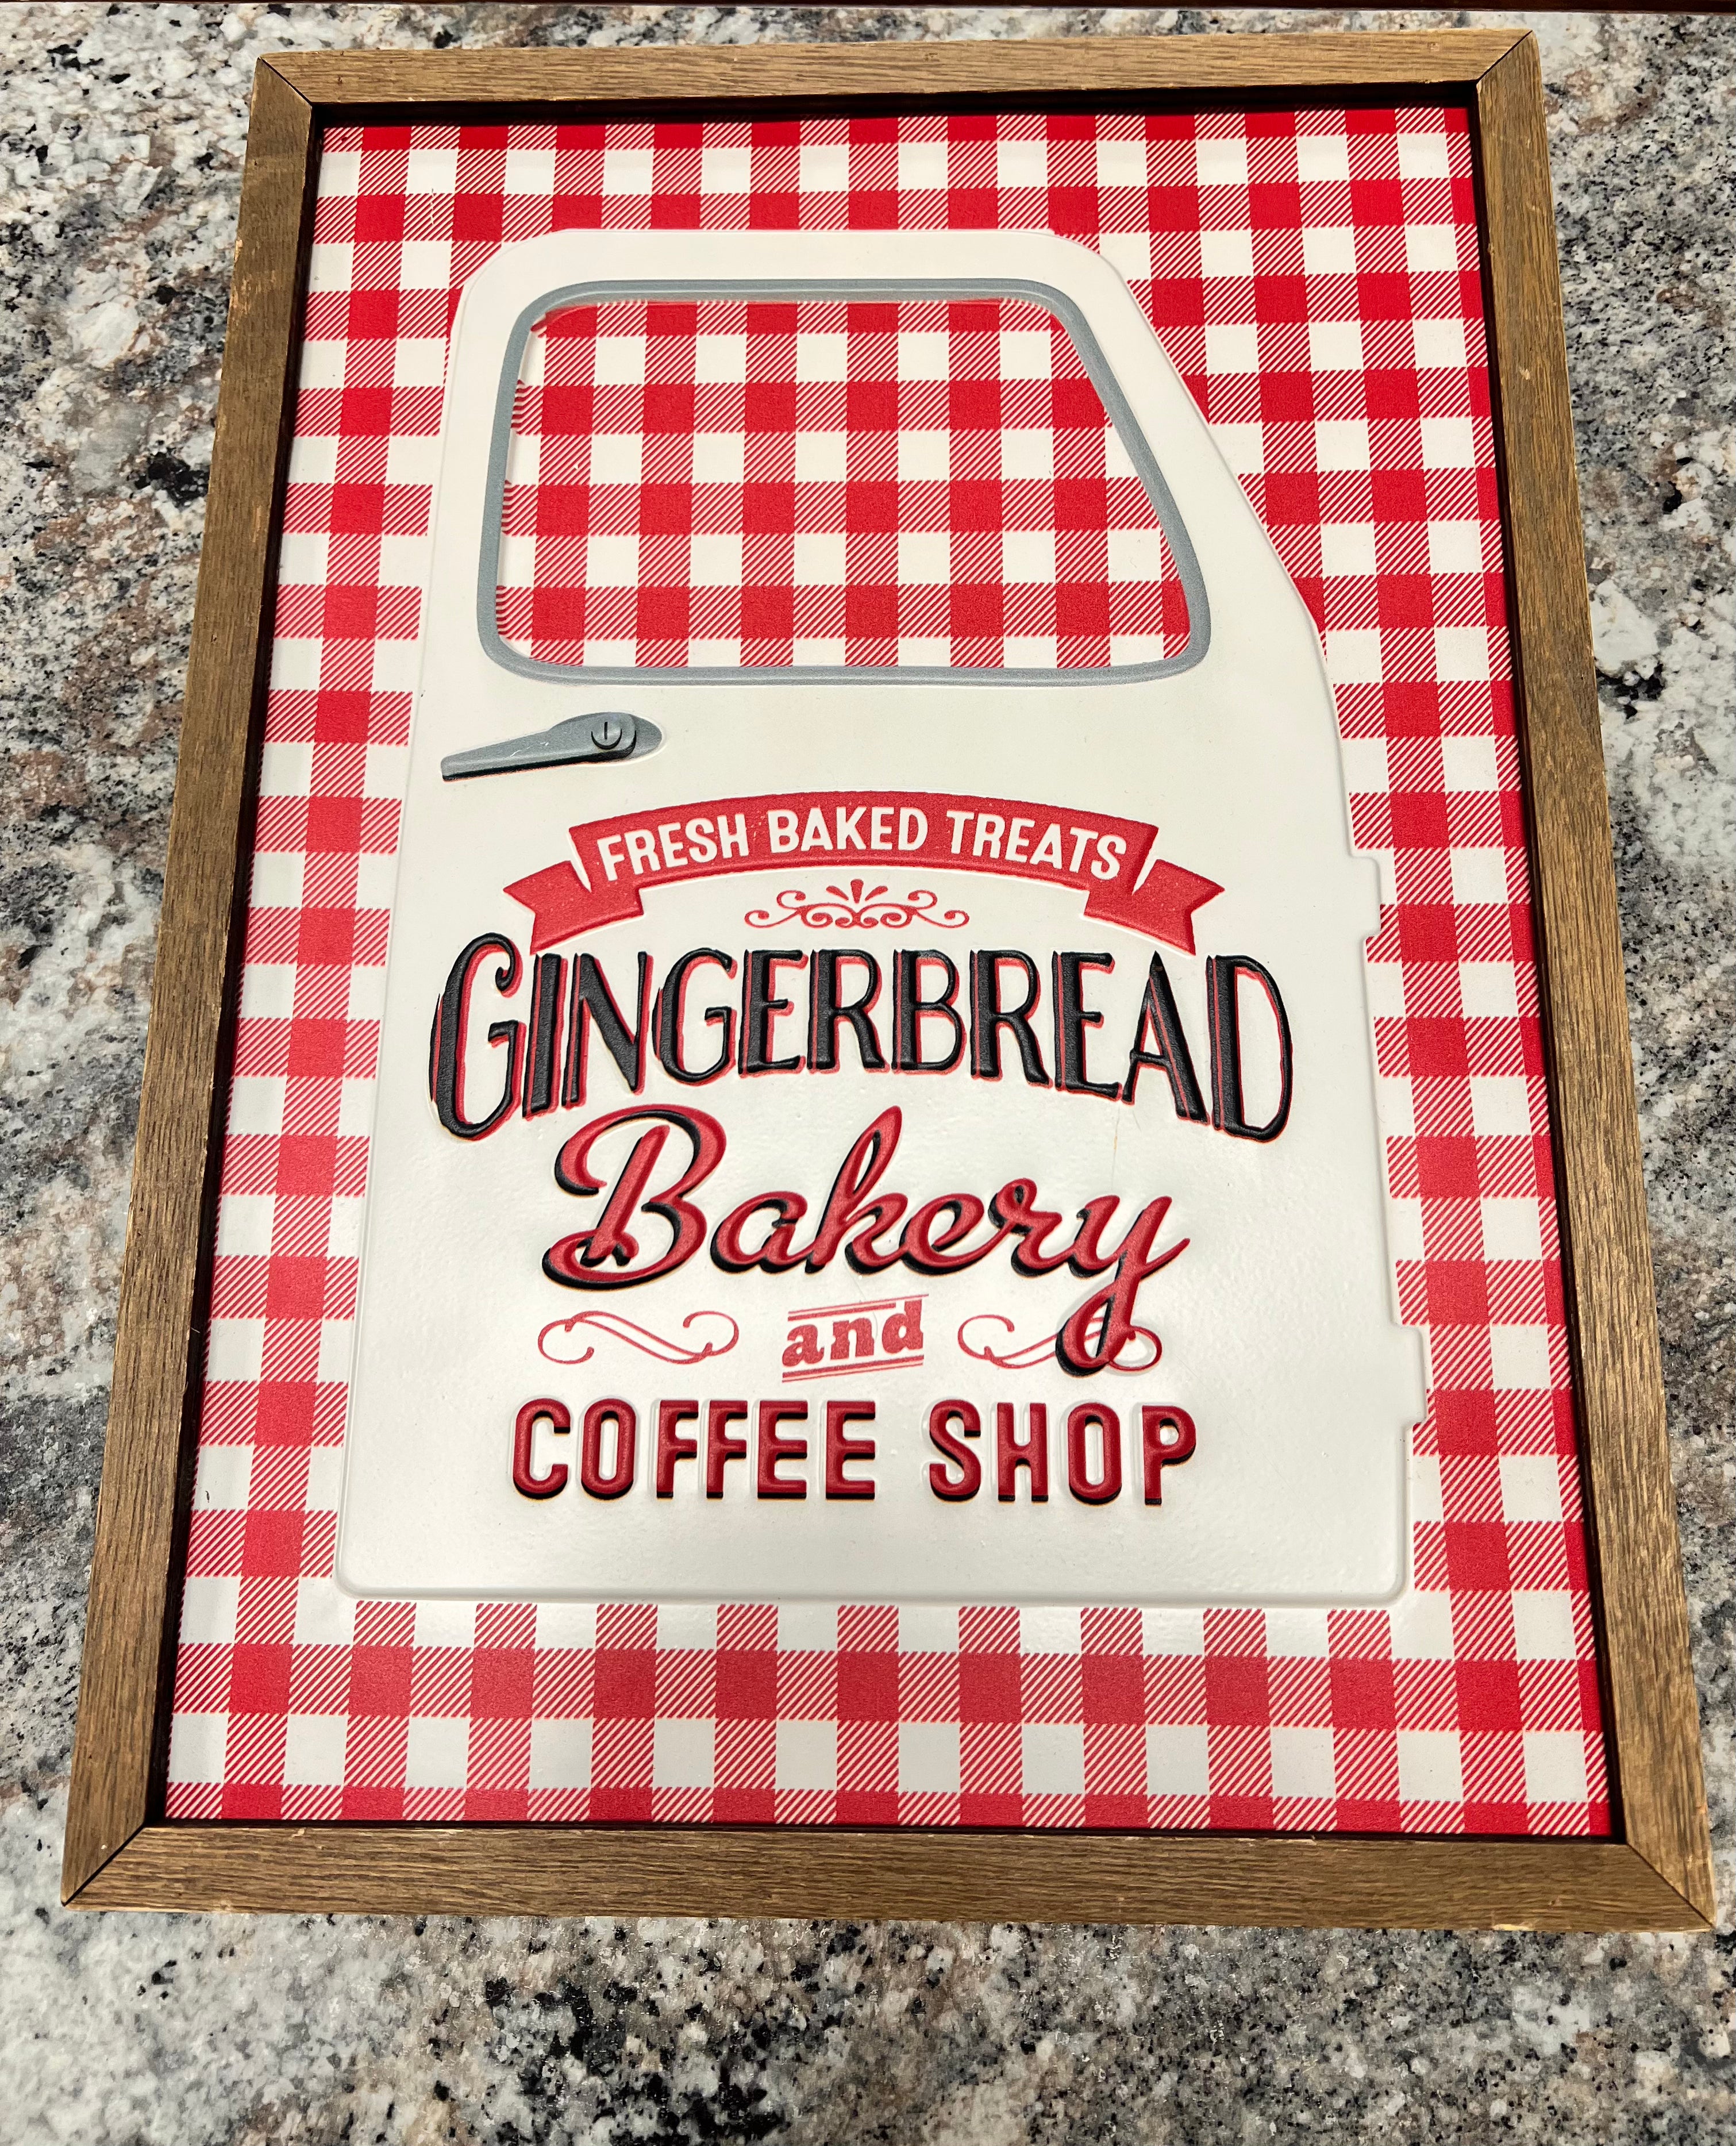 FRESH BAKED TREATS
GINGERBREAD
Bakery
and
COFFEE SHOP